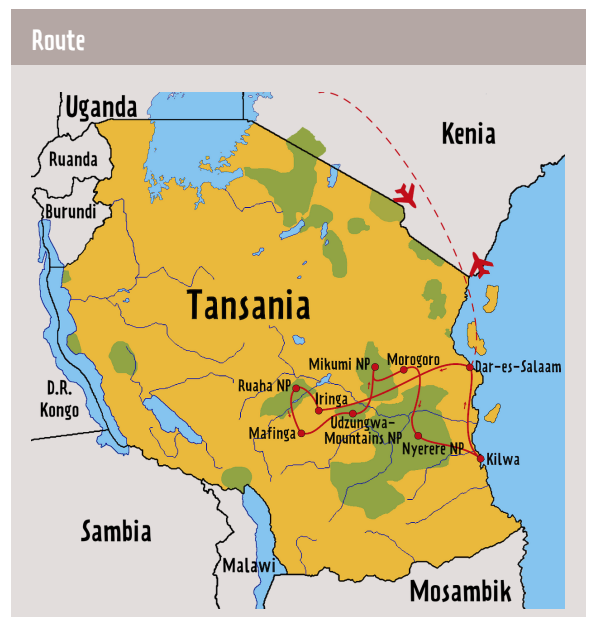 Route
Uganda
Kenia
Ruanda
Burundi
Tansania
Mikumi NP
Morogoro
Dar-es-Salaam
Ruaha NP
Iringa
D.R.
Kongo
Mafinga
Udzungwa-
Mountains NP
Nyerere NP
Kilwa
Sambia
Malawi
Mosambik